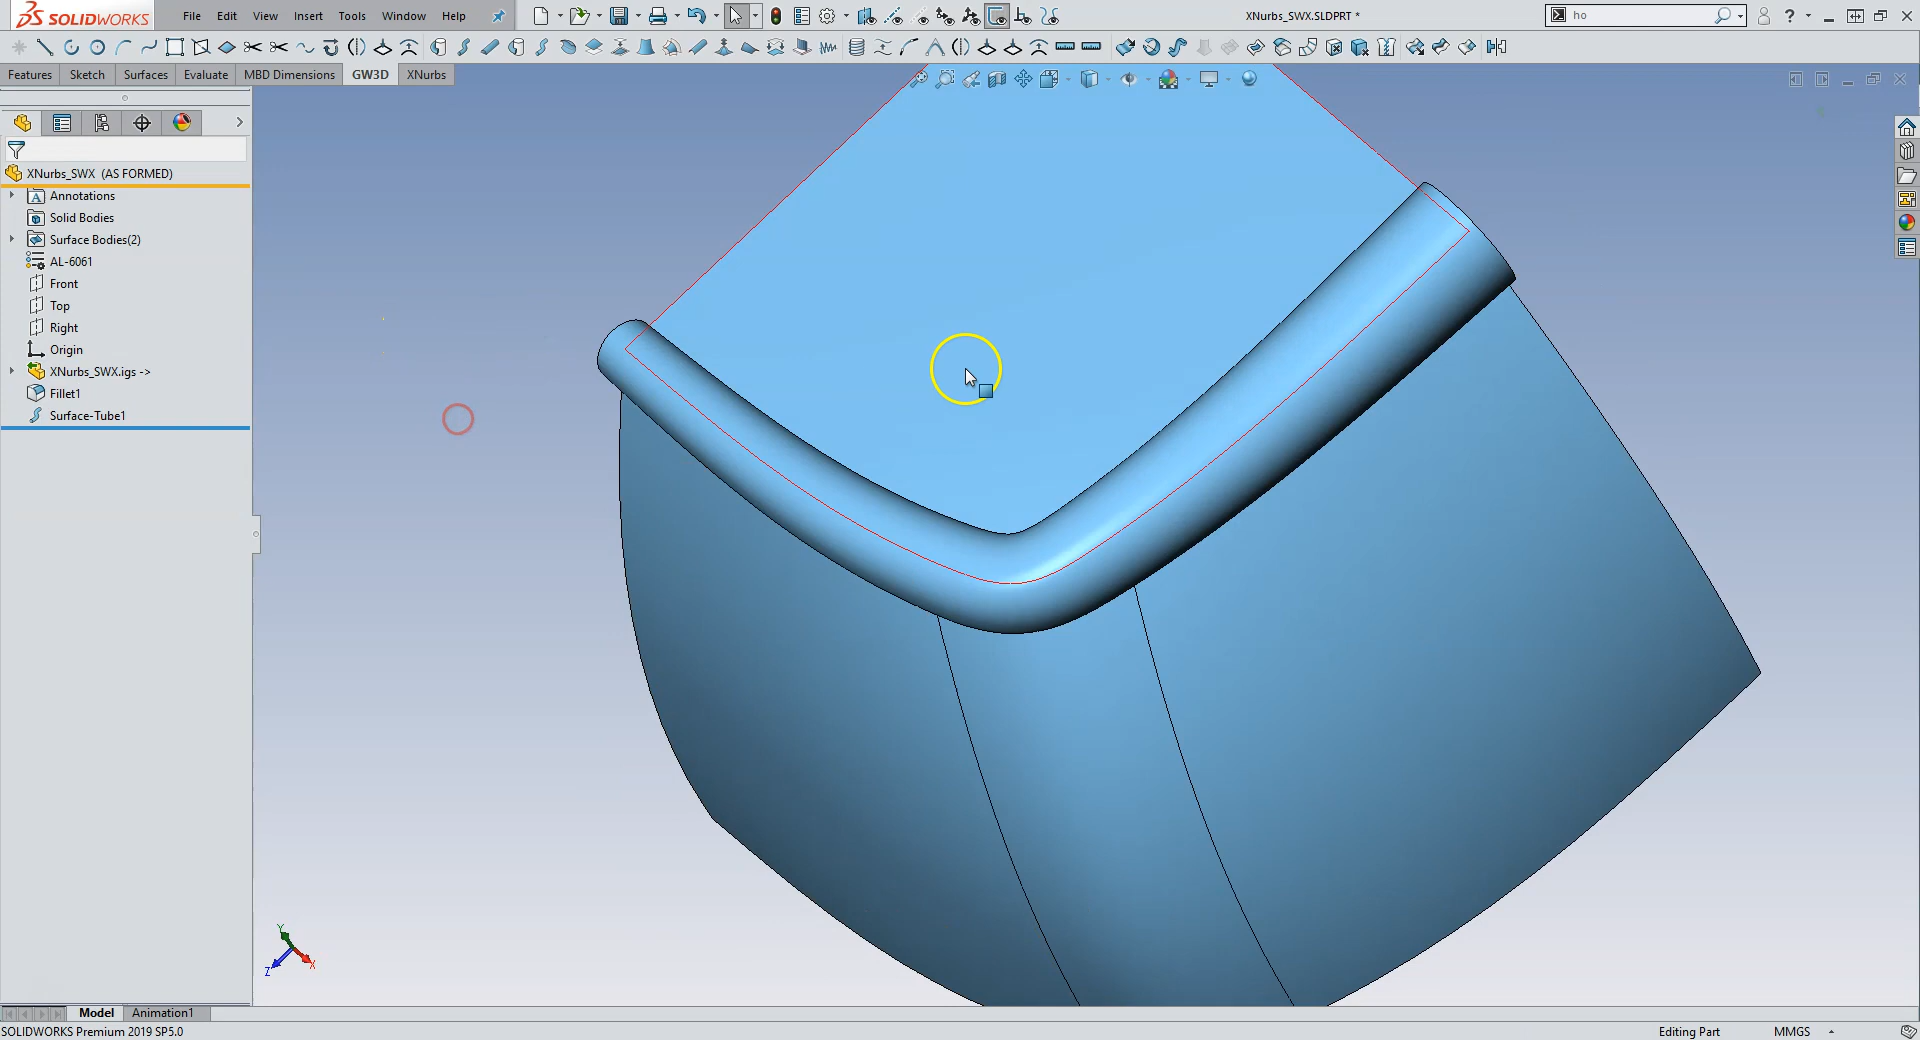 SOLIDWORKS File Edit View Insert Tools Window Help XNurbs_SWX.SLDPRT * ho ?
Features Sketch Surfaces Evaluate MBD Dimensions GW3D XNurbs
XNurbs_SWX (AS FORMED)
Annotations
Solid Bodies
Surface Bodies(2)
AL-6061
Front
Top
Right
Origin
XNurbs_SWX.igs ->
Fillet1
Surface-Tube1
Y
Z X
Model Animation1
SOLIDWORKS Premium 2019 SP5.0 Editing Part MMGS